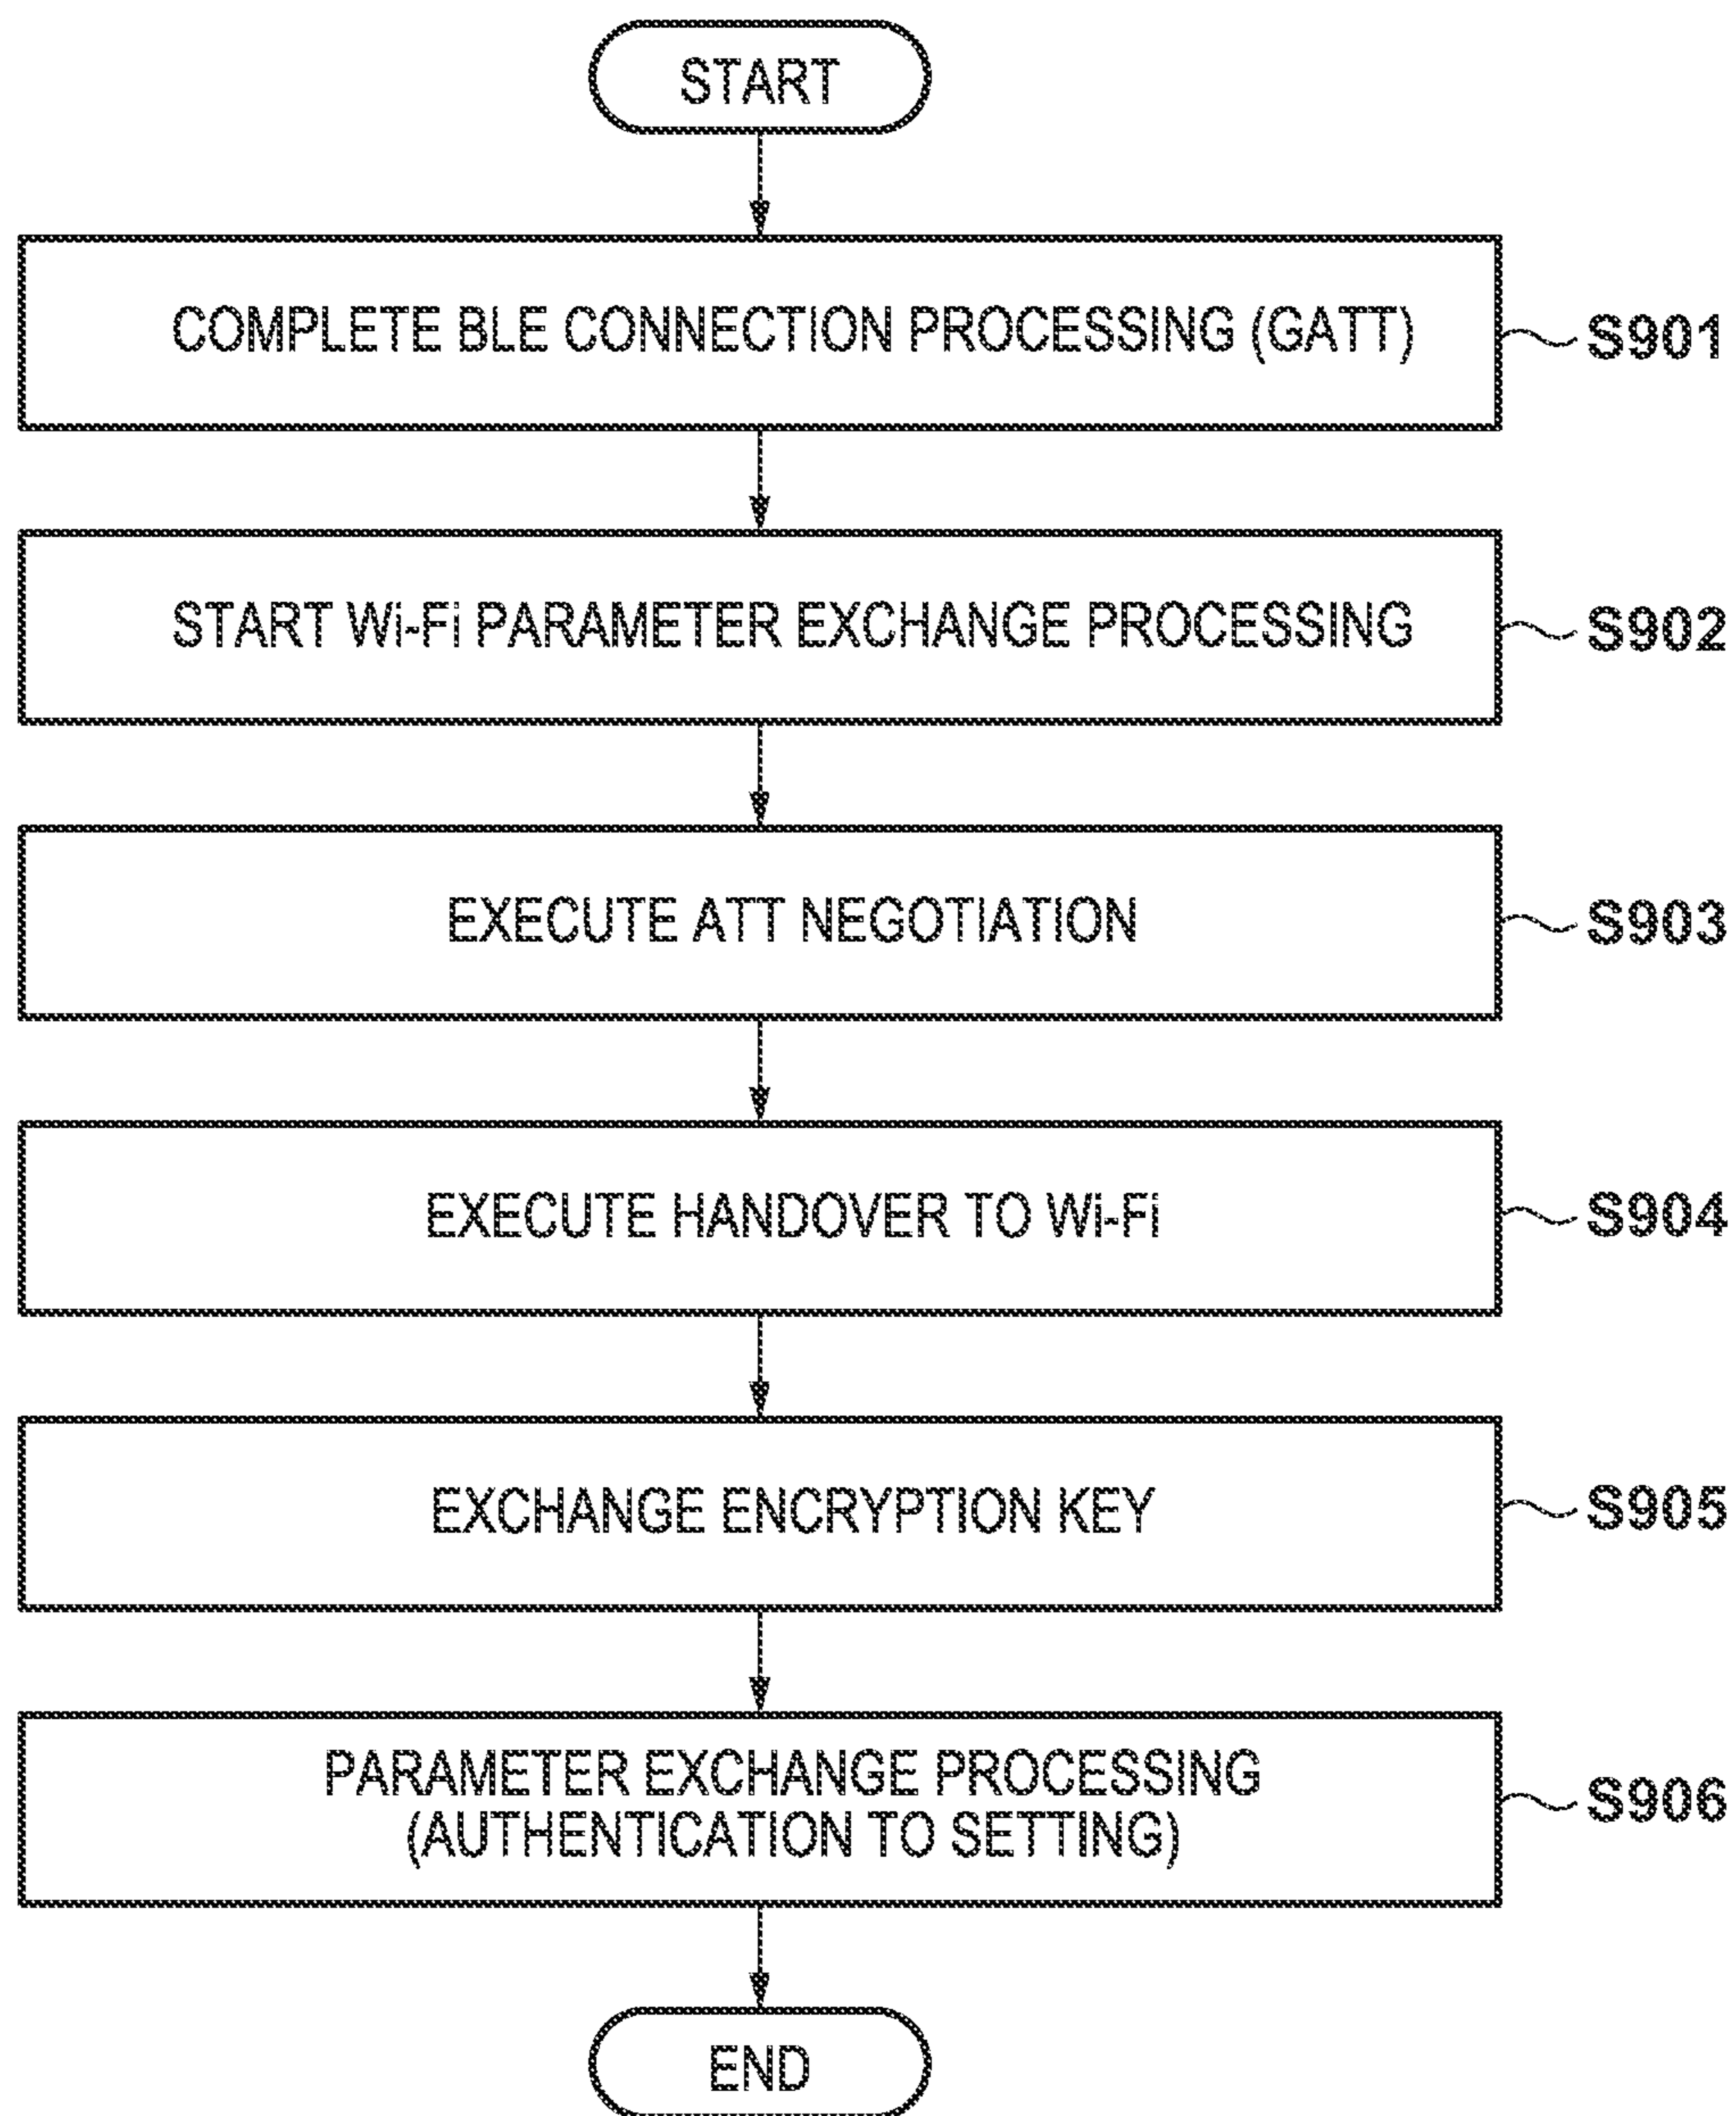 START
COMPLETE BLE CONNECTION PROCESSING (GATT)
S901
START Wi-Fi PARAMETER EXCHANGE PROCESSING
S902
EXECUTE ATT NEGOTIATION
S903
EXECUTE HANDOVER TO Wi-Fi
S904
EXCHANGE ENCRYPTION KEY
S905
PARAMETER EXCHANGE PROCESSING
(AUTHENTICATION TO SETTING)
S906
END